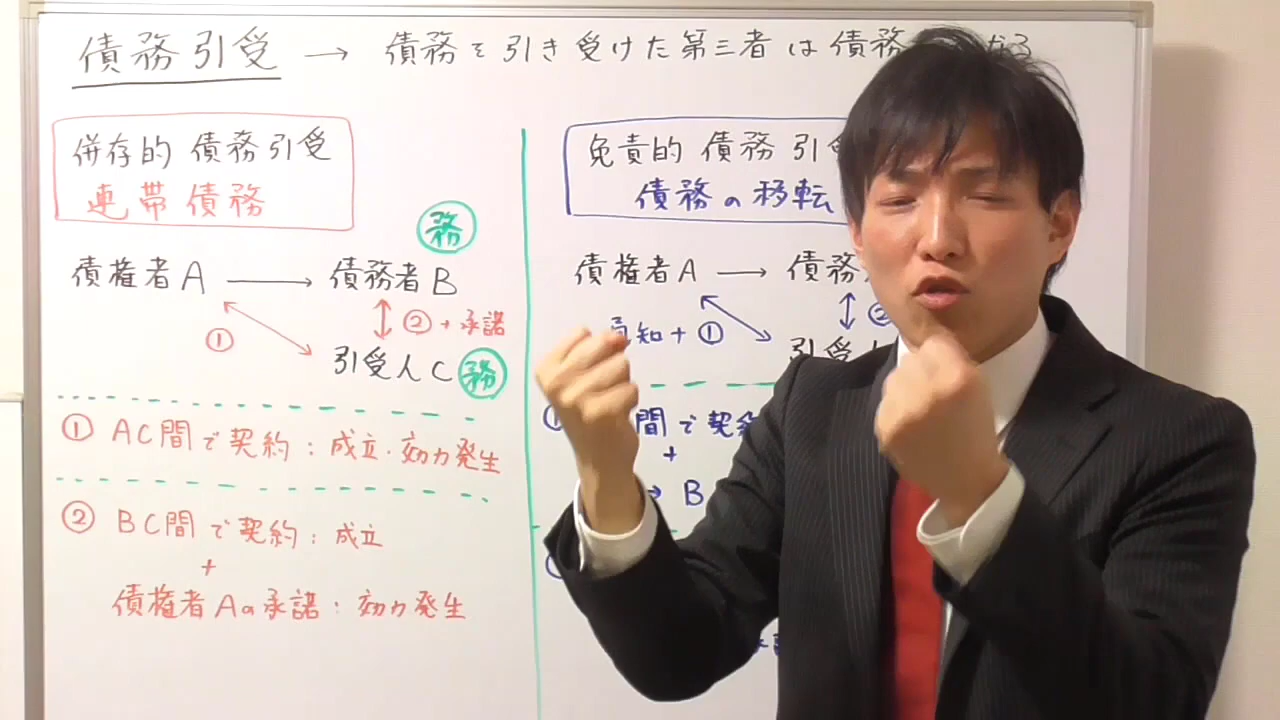 債務引受 → 債務を引き受けた第三者は債務
併存的 債務引受
連帯債務
務
債権者A → 債務者B
① ② + 承諾
引受人C 務
① AC間で契約：成立・効力発生
② BC間で契約：成立
+
債権者Aの承諾：効力発生
免責的 債務 引
債務の移転
債権者A → 債務
知 + ① ②
引受人
間で契
+
→ B